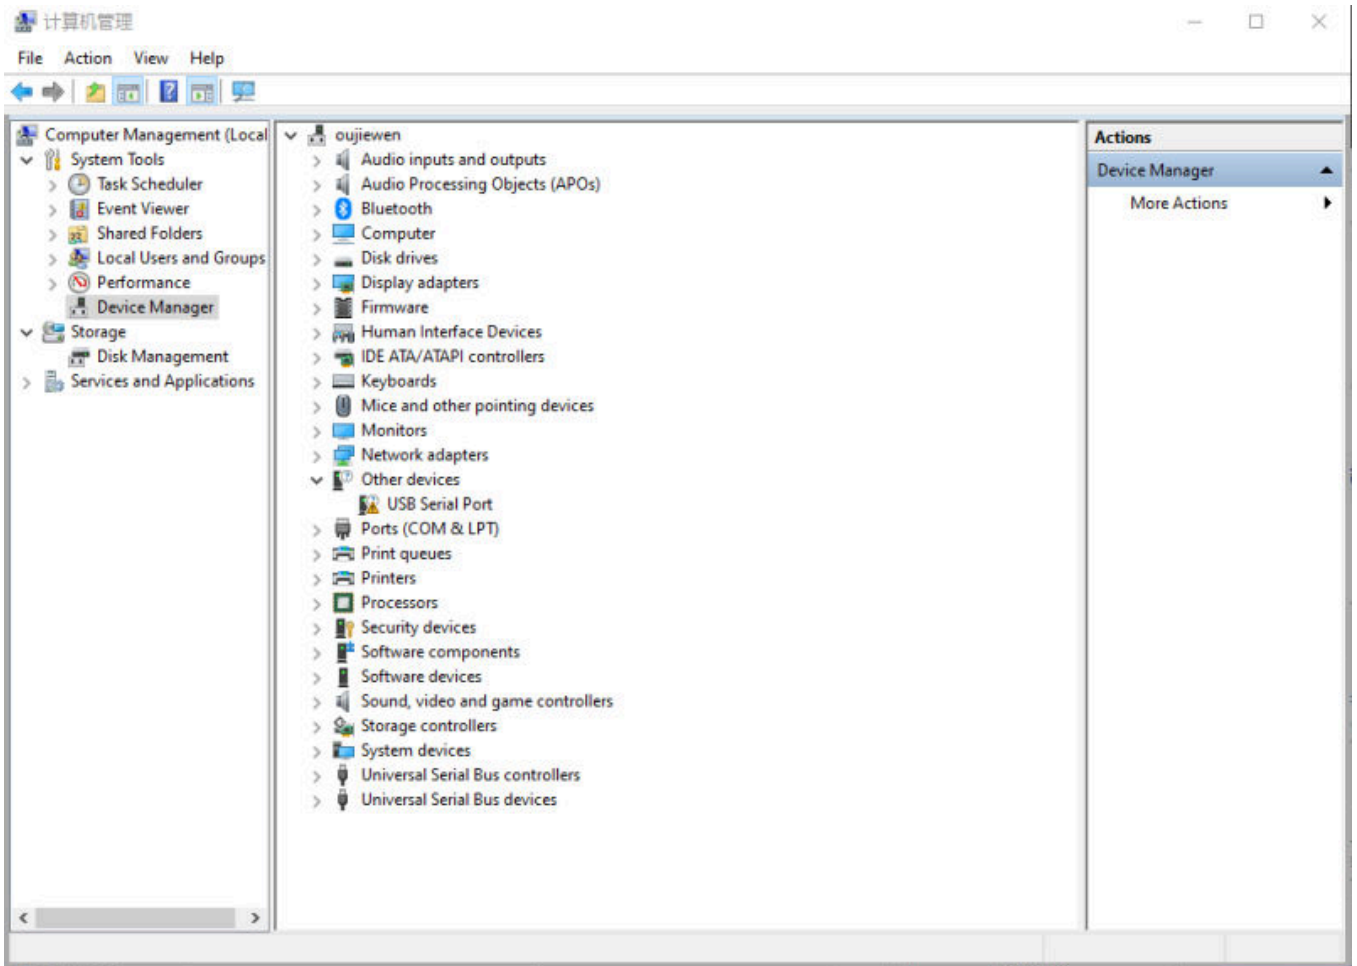 计算机管理
File Action View Help
Computer Management (Local
System Tools
Task Scheduler
Event Viewer
Shared Folders
Local Users and Groups
Performance
Device Manager
Storage
Disk Management
Services and Applications
oujiewen
Audio inputs and outputs
Audio Processing Objects (APOs)
Bluetooth
Computer
Disk drives
Display adapters
Firmware
Human Interface Devices
IDE ATA/ATAPI controllers
Keyboards
Mice and other pointing devices
Monitors
Network adapters
Other devices
USB Serial Port
Ports (COM & LPT)
Print queues
Printers
Processors
Security devices
Software components
Software devices
Sound, video and game controllers
Storage controllers
System devices
Universal Serial Bus controllers
Universal Serial Bus devices
Actions
Device Manager
More Actions